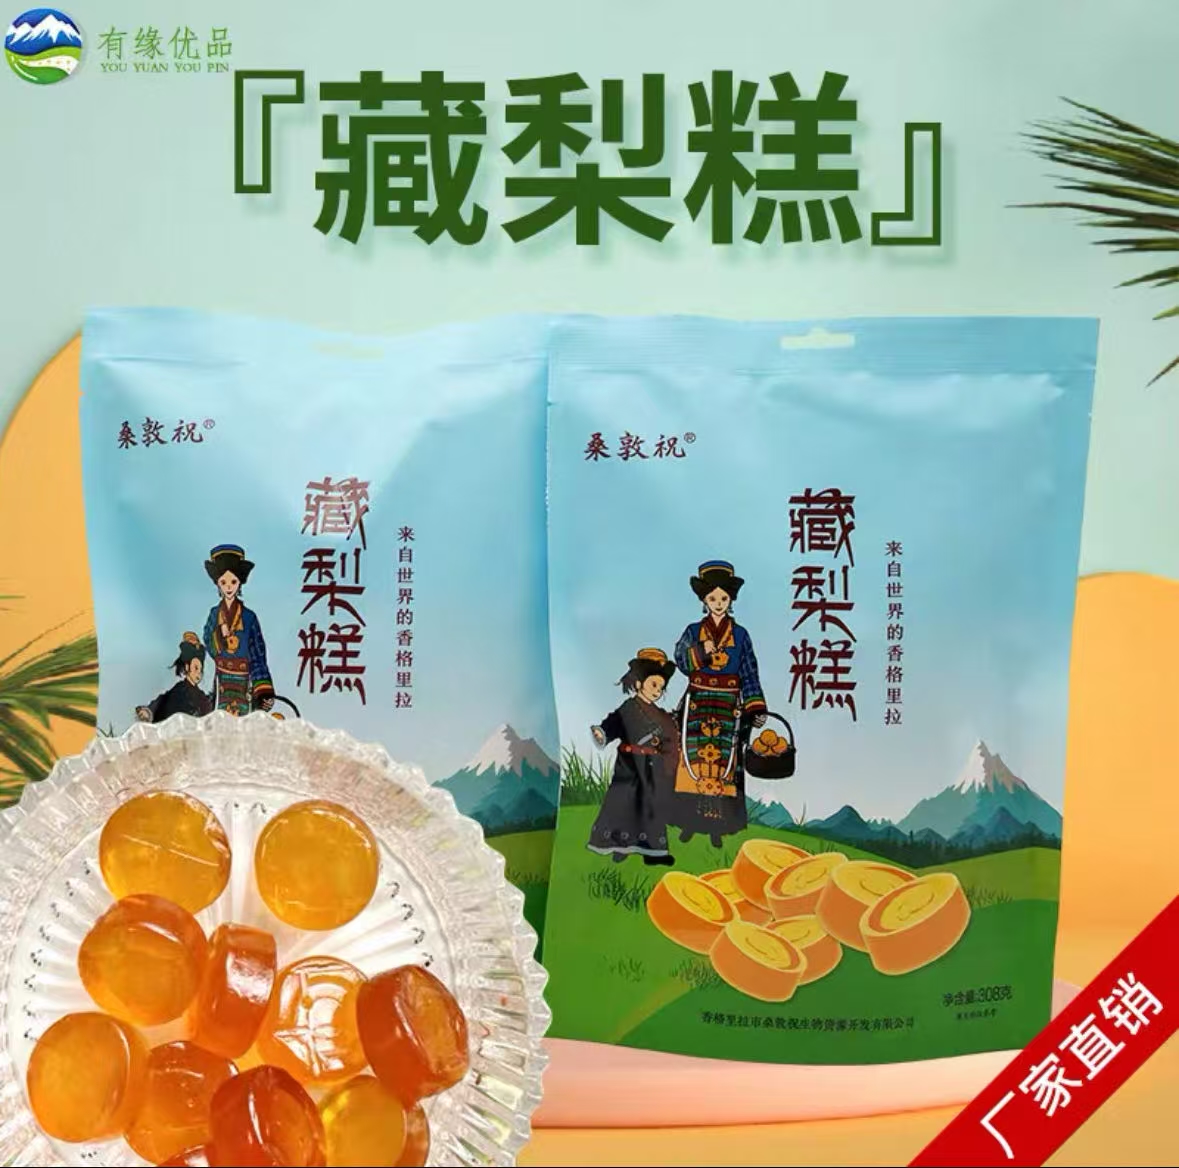 有缘优品
YOU YUAN YOU PIN
『藏梨糕』
桑敦祝®
藏梨糕
来自世界的香格里拉
桑敦祝®
藏梨糕
来自世界的香格里拉
净含量:308克
香格里拉市桑敦祝生物资源开发有限公司
厂家直销